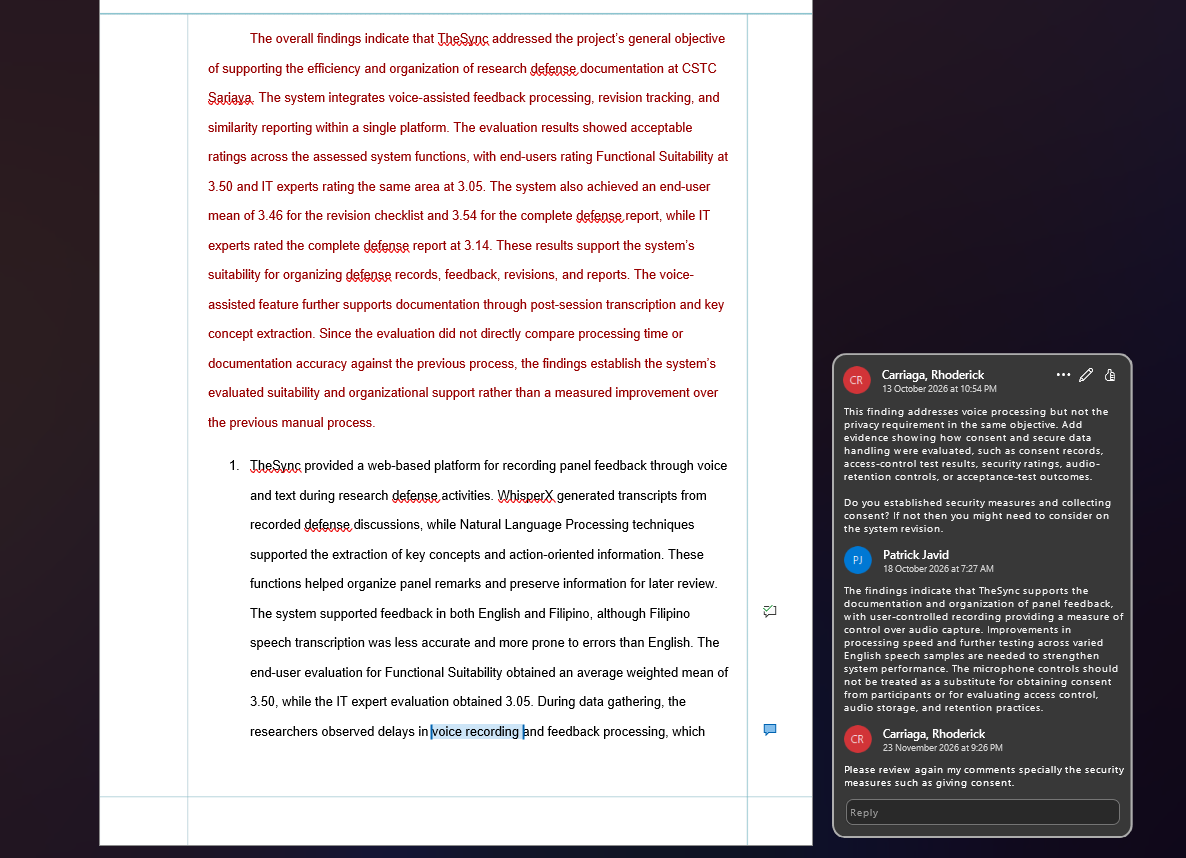 The overall findings indicate that TheSync addressed the project's general objective
of supporting the efficiency and organization of research defense documentation at CSTC
Sariaya. The system integrates voice-assisted feedback processing, revision tracking, and
similarity reporting within a single platform. The evaluation results showed acceptable
ratings across the assessed system functions, with end-users rating Functional Suitability at
3.50 and IT experts rating the same area at 3.05. The system also achieved an end-user
mean of 3.46 for the revision checklist and 3.54 for the complete defense report, while IT
experts rated the complete defense report at 3.14. These results support the system's
suitability for organizing defense records, feedback, revisions, and reports. The voice-
assisted feature further supports documentation through post-session transcription and key
concept extraction. Since the evaluation did not directly compare processing time or
documentation accuracy against the previous process, the findings establish the system's
evaluated suitability and organizational support rather than a measured improvement over
the previous manual process.
1. TheSync provided a web-based platform for recording panel feedback through voice
and text during research defense activities. WhisperX generated transcripts from
recorded defense discussions, while Natural Language Processing techniques
supported the extraction of key concepts and action-oriented information. These
functions helped organize panel remarks and preserve information for later review.
The system supported feedback in both English and Filipino, although Filipino
speech transcription was less accurate and more prone to errors than English. The
end-user evaluation for Functional Suitability obtained an average weighted mean of
3.50, while the IT expert evaluation obtained 3.05. During data gathering, the
researchers observed delays in voice recording and feedback processing, which
CR
Carriaga, Rhoderick
13 October 2026 at 10:54 PM
This finding addresses voice processing but not the
privacy requirement in the same objective. Add
evidence showing how consent and secure data
handling were evaluated, such as consent records,
access-control test results, security ratings, audio-
retention controls, or acceptance-test outcomes.
Do you established security measures and collecting
consent? If not then you might need to consider on
the system revision.
PJ
Patrick Javid
18 October 2026 at 7:27 AM
The findings indicate that TheSync supports the
documentation and organization of panel feedback,
with user-controlled recording providing a measure of
control over audio capture. Improvements in
processing speed and further testing across varied
English speech samples are needed to strengthen
system performance. The microphone controls should
not be treated as a substitute for obtaining consent
from participants or for evaluating access control,
audio storage, and retention practices.
CR
Carriaga, Rhoderick
23 November 2026 at 9:26 PM
Please review again my comments specially the security
measures such as giving consent.
Reply